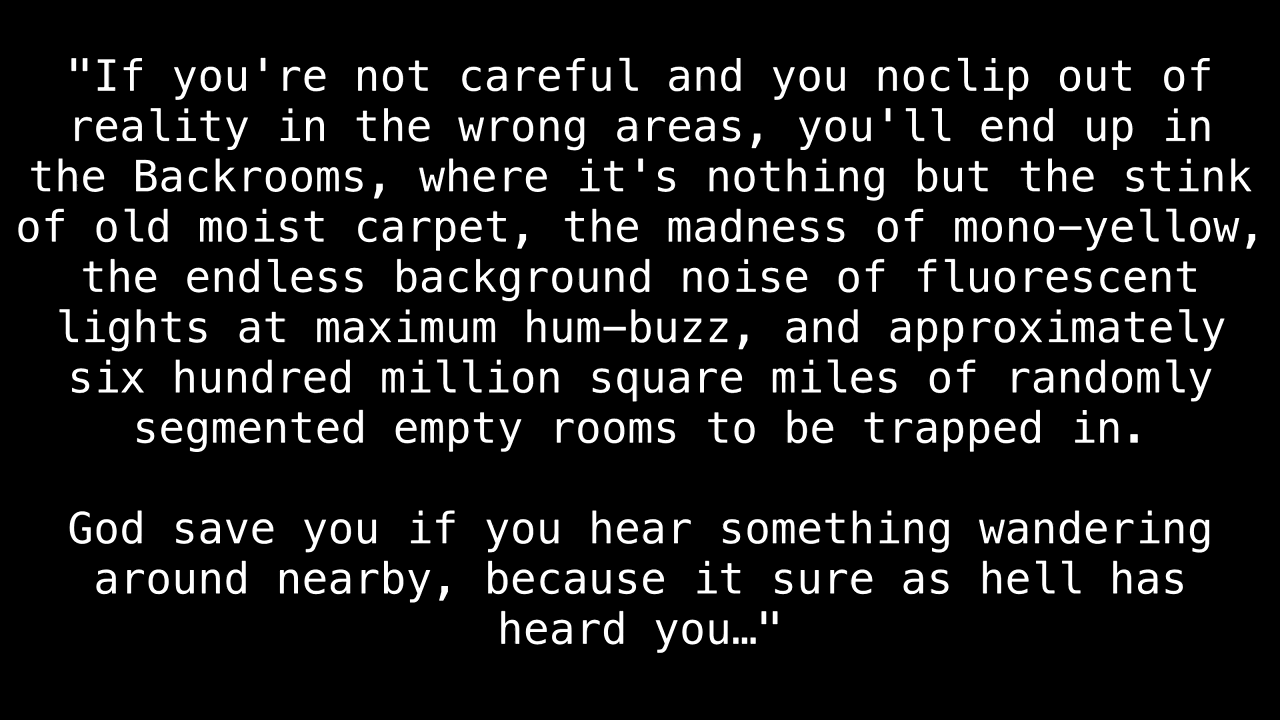 "If you're not careful and you noclip out of
reality in the wrong areas, you'll end up in
the Backrooms, where it's nothing but the stink
of old moist carpet, the madness of mono–yellow,
the endless background noise of fluorescent
lights at maximum hum–buzz, and approximately
six hundred million square miles of randomly
segmented empty rooms to be trapped in.
God save you if you hear something wandering
around nearby, because it sure as hell has
heard you…"